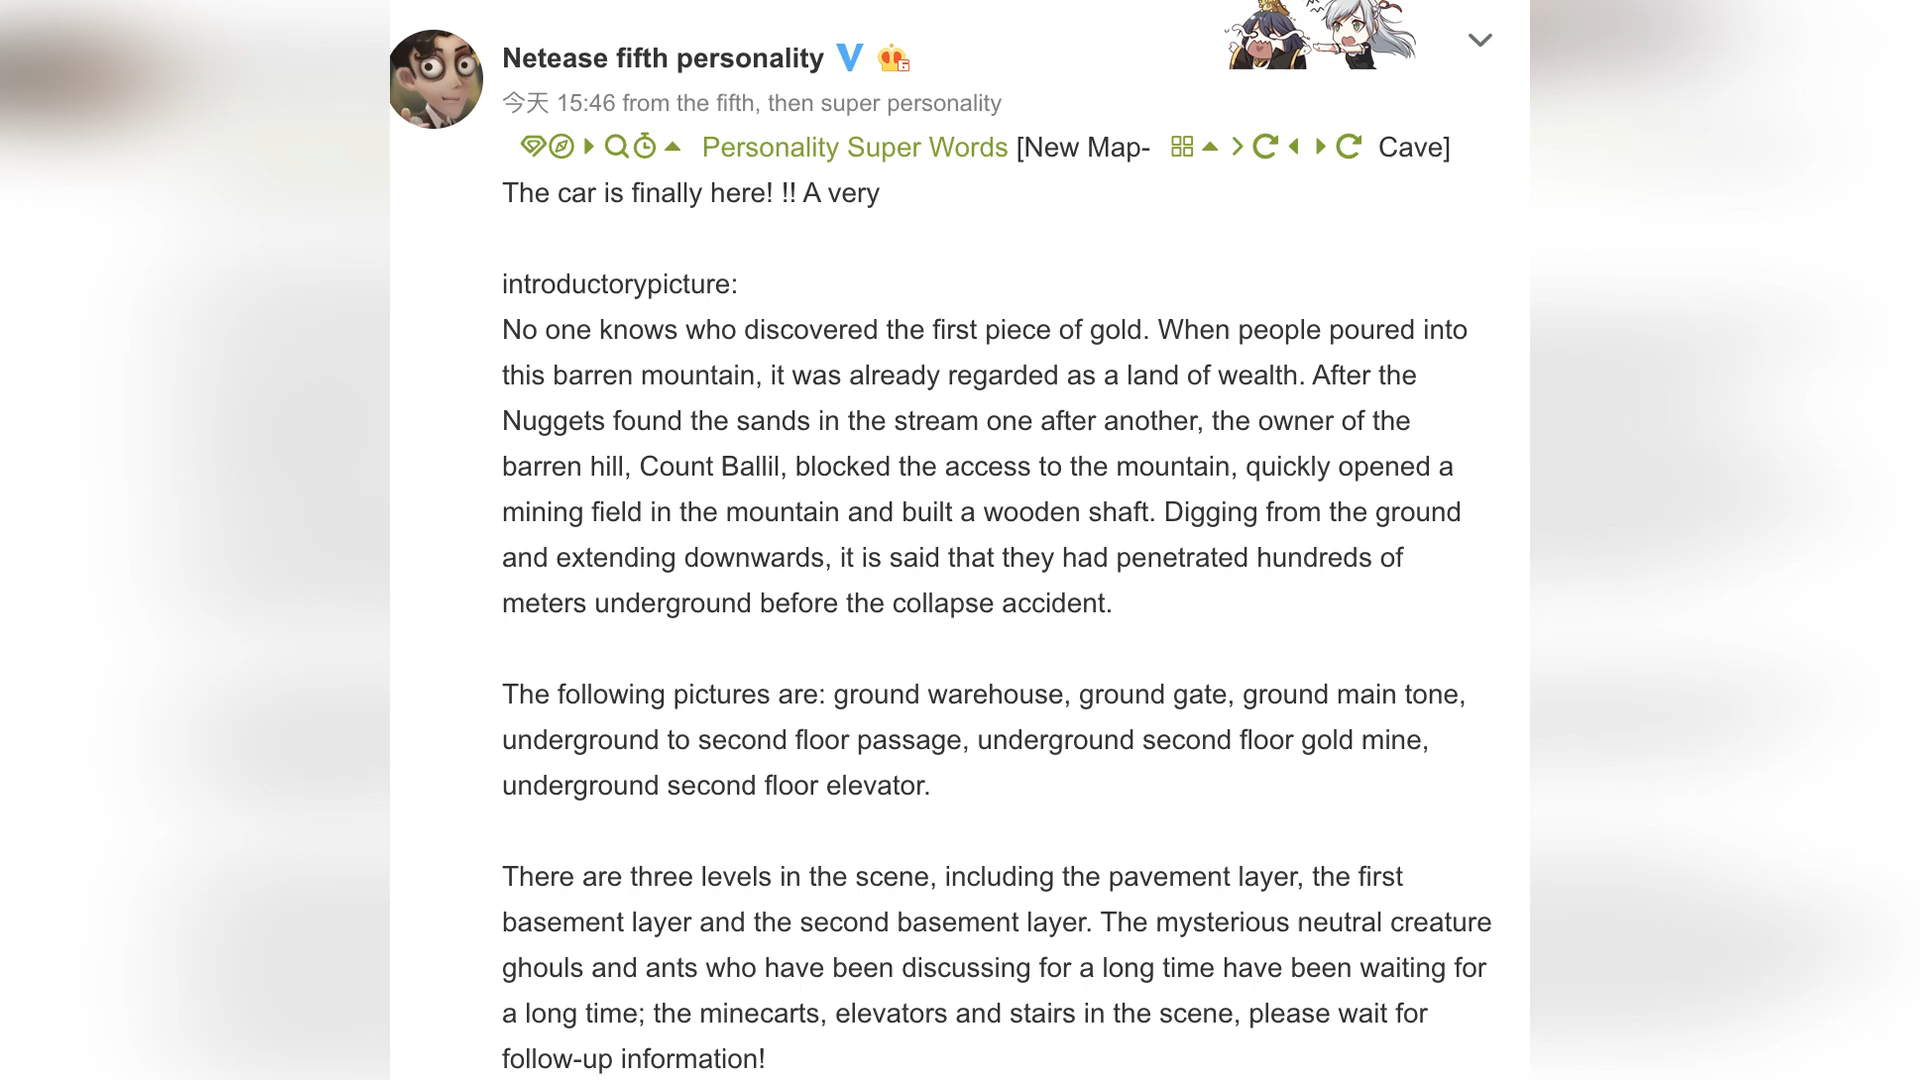 Netease fifth personality
今天 15:46 from the fifth, then super personality
Personality Super Words [New Map- Cave]
The car is finally here! !! A very
introductorypicture:
No one knows who discovered the first piece of gold. When people poured into
this barren mountain, it was already regarded as a land of wealth. After the
Nuggets found the sands in the stream one after another, the owner of the
barren hill, Count Ballil, blocked the access to the mountain, quickly opened a
mining field in the mountain and built a wooden shaft. Digging from the ground
and extending downwards, it is said that they had penetrated hundreds of
meters underground before the collapse accident.
The following pictures are: ground warehouse, ground gate, ground main tone,
underground to second floor passage, underground second floor gold mine,
underground second floor elevator.
There are three levels in the scene, including the pavement layer, the first
basement layer and the second basement layer. The mysterious neutral creature
ghouls and ants who have been discussing for a long time have been waiting for
a long time; the minecarts, elevators and stairs in the scene, please wait for
follow-up information!